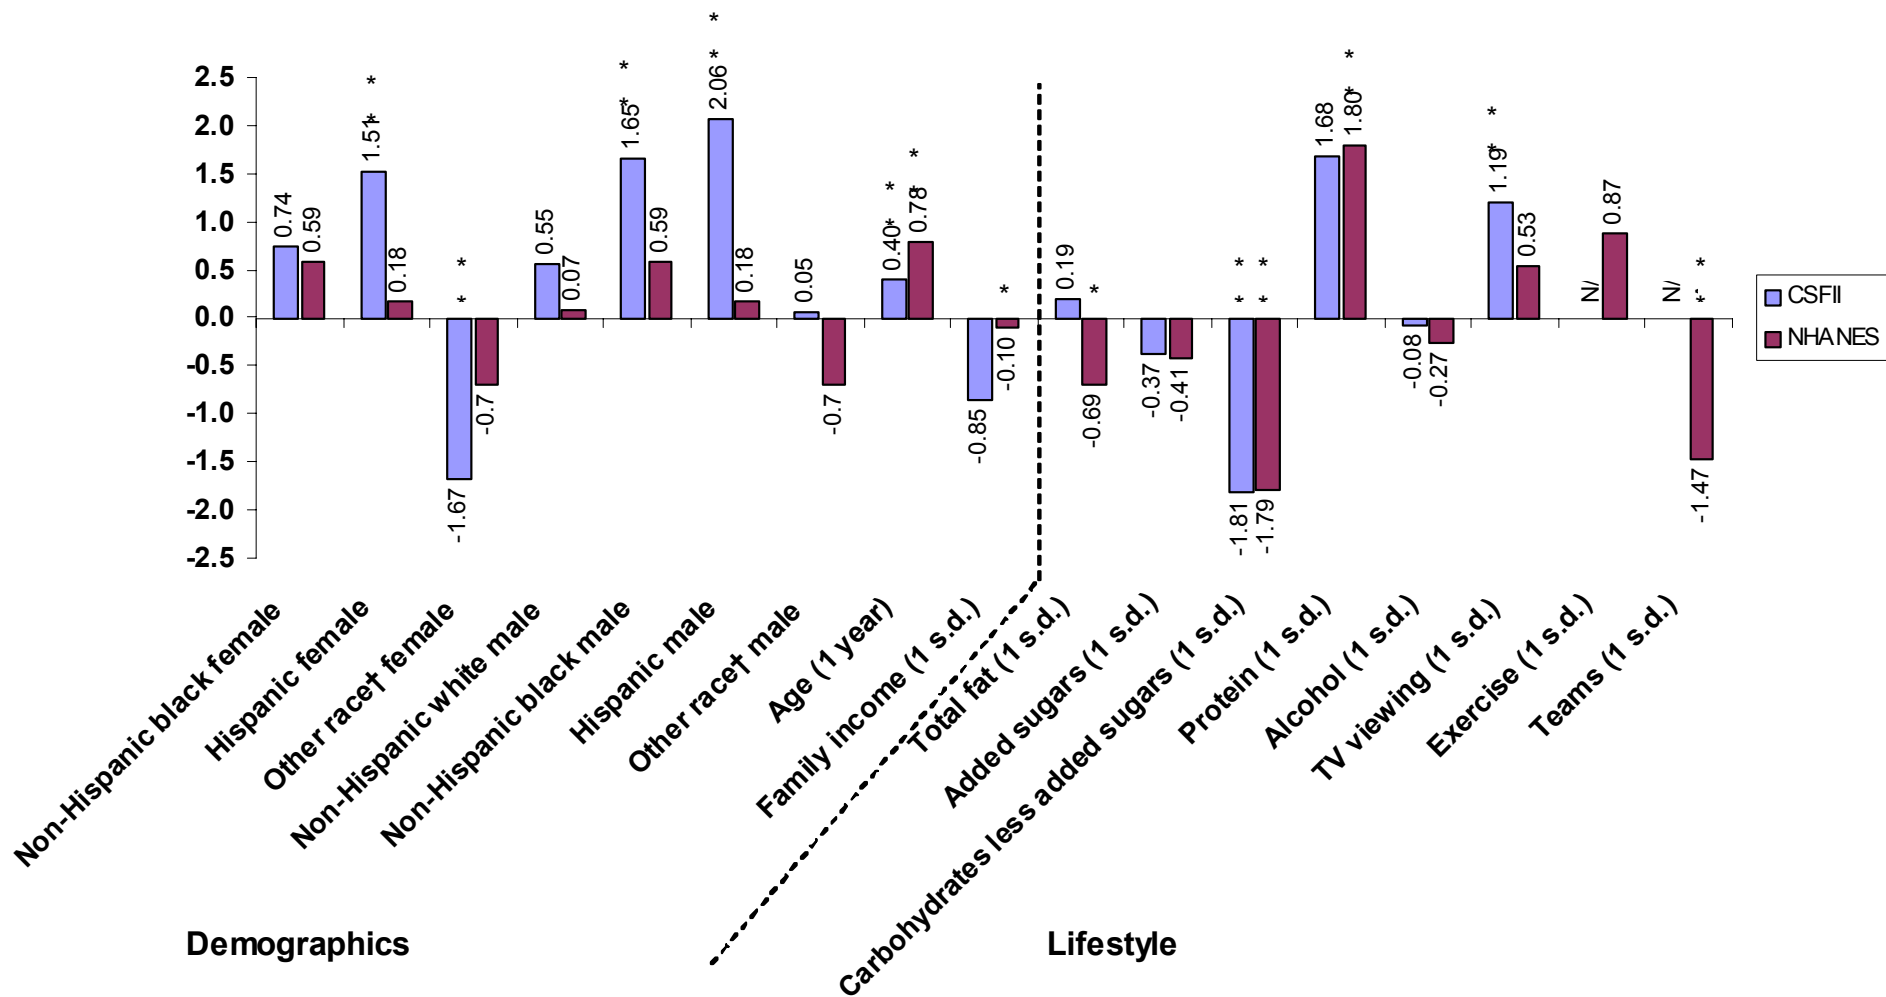 2.5
2.0
1.5
1.0
0.5
0.0
-0.5
-1.0
-1.5
-2.0
-2.5
0.74
0.59
1.51
*
*
0.18
-1.67
*
*
-0.7
0.55
0.07
1.65
*
*
0.59
2.06
*
*
0.18
0.05
-0.7
0.40
*
*
0.78
*
*
-0.85
-0.10
*
0.19
-0.69
*
-0.37
-0.41
-1.81
*
*
-1.79
*
*
1.68
1.80
*
*
-0.08
-0.27
1.19
*
*
0.53
N/
0.87
N/
-1.47
*
*
CSFII
NHANES
Non-Hispanic black female
Hispanic female
Other race† female
Non-Hispanic white male
Non-Hispanic black male
Hispanic male
Other race† male
Age (1 year)
Family income (1 s.d.)
Total fat (1 s.d.)
Added sugars (1 s.d.)
Carbohydrates less added sugars (1 s.d.)
Protein (1 s.d.)
Alcohol (1 s.d.)
TV viewing (1 s.d.)
Exercise (1 s.d.)
Teams (1 s.d.)
Demographics
Lifestyle